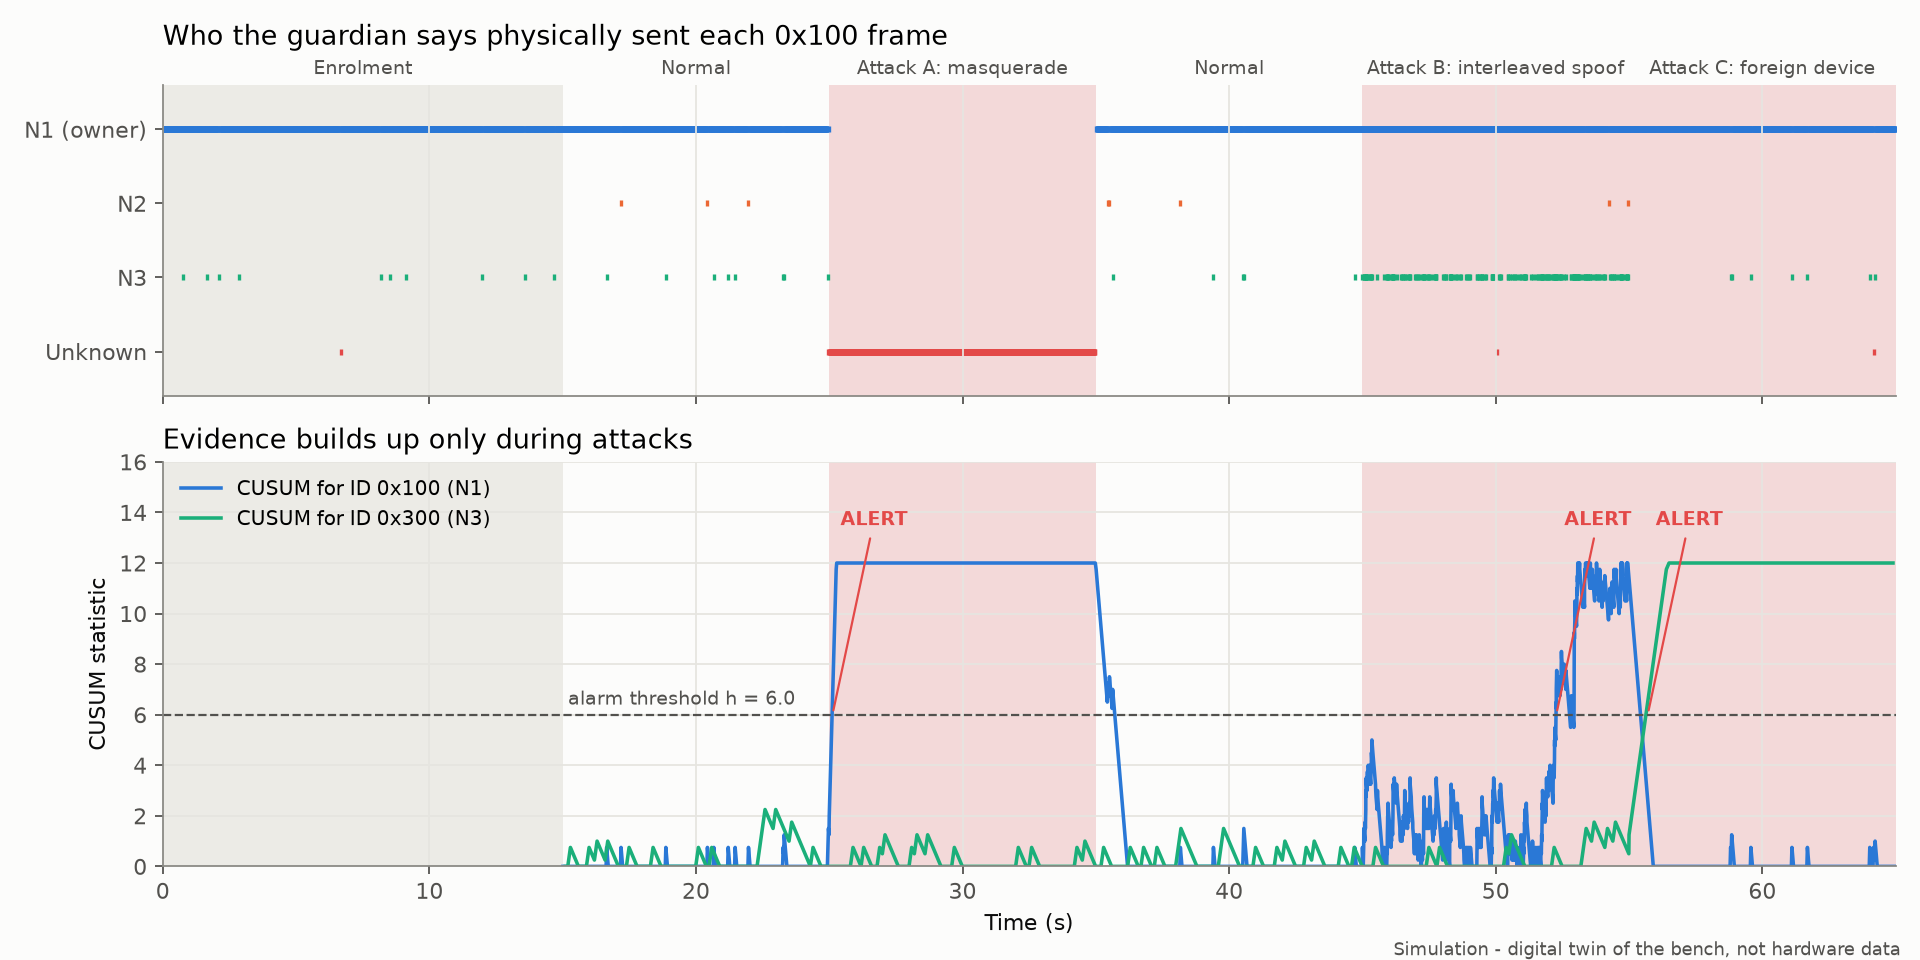 Who the guardian says physically sent each 0x100 frame
Enrolment Normal Attack A: masquerade Normal Attack B: interleaved spoof Attack C: foreign device
N1 (owner)
N2
N3
Unknown
Evidence builds up only during attacks
CUSUM for ID 0x100 (N1)
CUSUM for ID 0x300 (N3)
ALERT ALERT ALERT
alarm threshold h = 6.0
CUSUM statistic
16
14
12
10
8
6
4
2
0
0 10 20 30 40 50 60
Time (s)
Simulation - digital twin of the bench, not hardware data